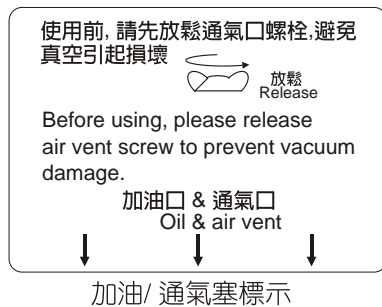 使用前, 請先放鬆通氣口螺栓,避免
真空引起損壞
放鬆
Release
Before using, please release
air vent screw to prevent vacuum
damage.
加油口 & 通氣口
Oil & air vent
加油/ 通氣塞標示